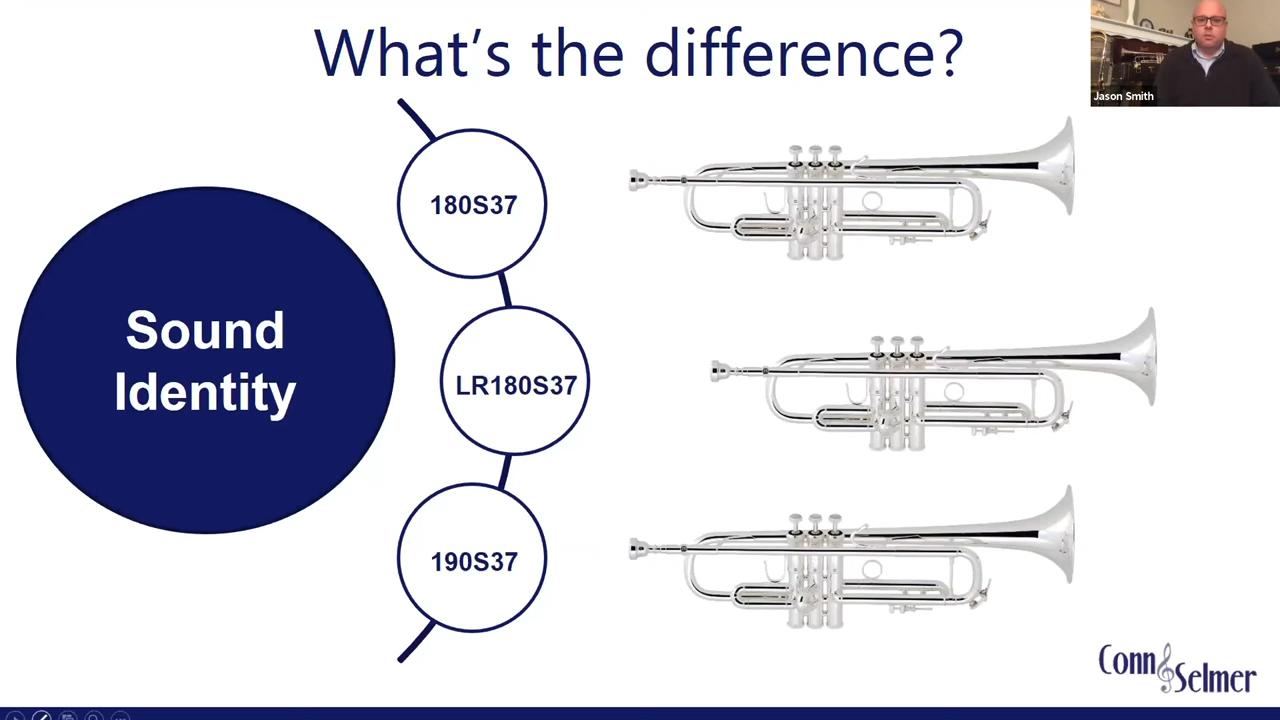 What's the difference?
Jason Smith
180S37
Sound
Identity
LR180S37
190S37
Conn Selmer